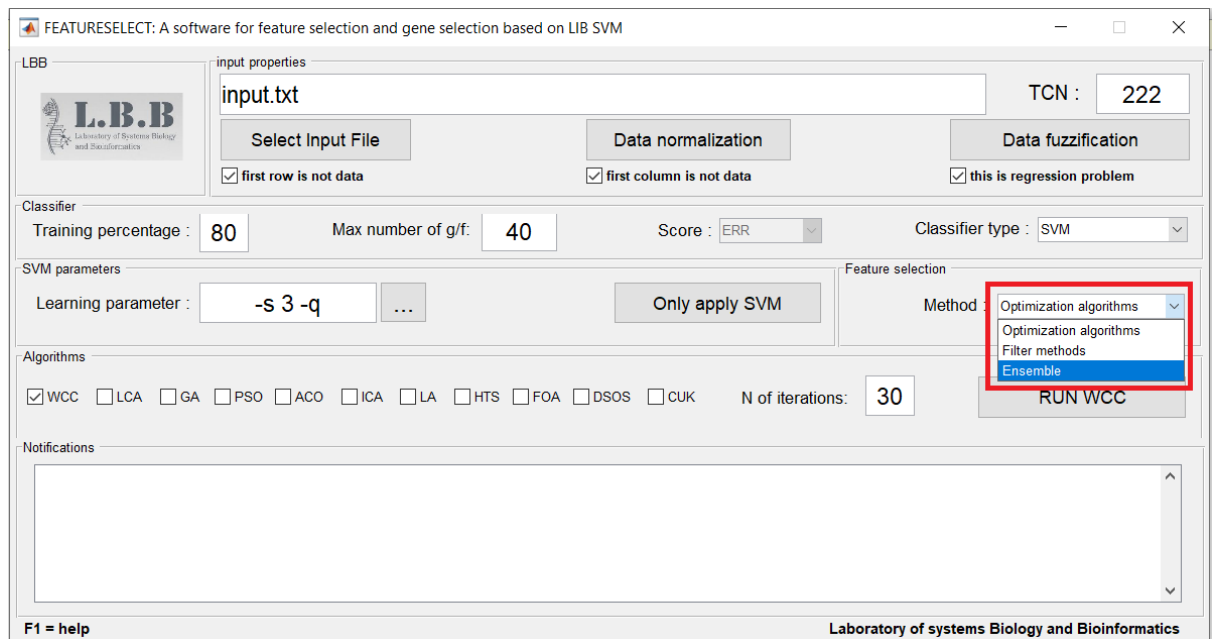 FEATURESELECT: A software for feature selection and gene selection based on LIB SVM
LBB
L.B.B
Laboratory of Systems Biology
and Bioinformatics
input properties
input.txt
TCN :
222
Select Input File
Data normalization
Data fuzzification
first row is not data
first column is not data
this is regression problem
Classifier
Training percentage :
80
Max number of g/f:
40
Score :
ERR
Classifier type :
SVM
SVM parameters
Learning parameter :
-s 3 -q
...
Only apply SVM
Feature selection
Method :
Optimization algorithms
Optimization algorithms
Filter methods
Ensemble
Algorithms
WCC
LCA
GA
PSO
ACO
ICA
LA
HTS
FOA
DSOS
CUK
N of iterations:
30
RUN WCC
Notifications
F1 = help
Laboratory of systems Biology and Bioinformatics